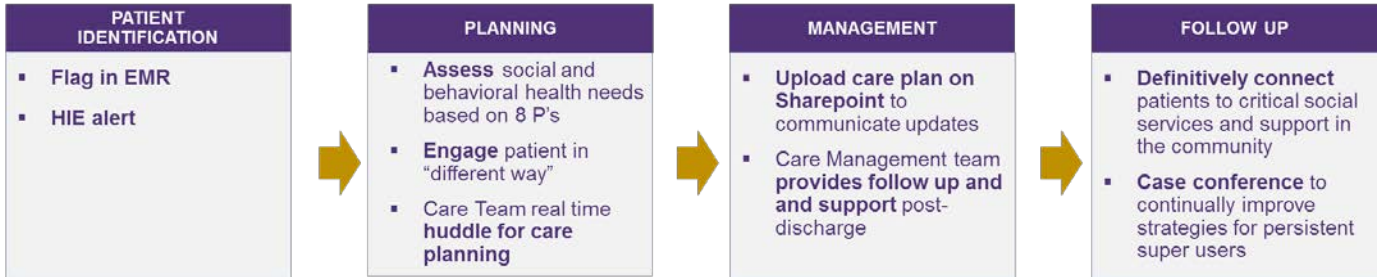 PATIENT
IDENTIFICATION
▪ Flag in EMR
▪ HIE alert
PLANNING
▪ Assess social and
behavioral health needs
based on 8 P's
▪ Engage patient in
“different way”
▪ Care Team real time
huddle for care
planning
MANAGEMENT
▪ Upload care plan on
Sharepoint to
communicate updates
▪ Care Management team
provides follow up and
and support post-
discharge
FOLLOW UP
▪ Definitively connect
patients to critical social
services and support in
the community
▪ Case conference to
continually improve
strategies for persistent
super users